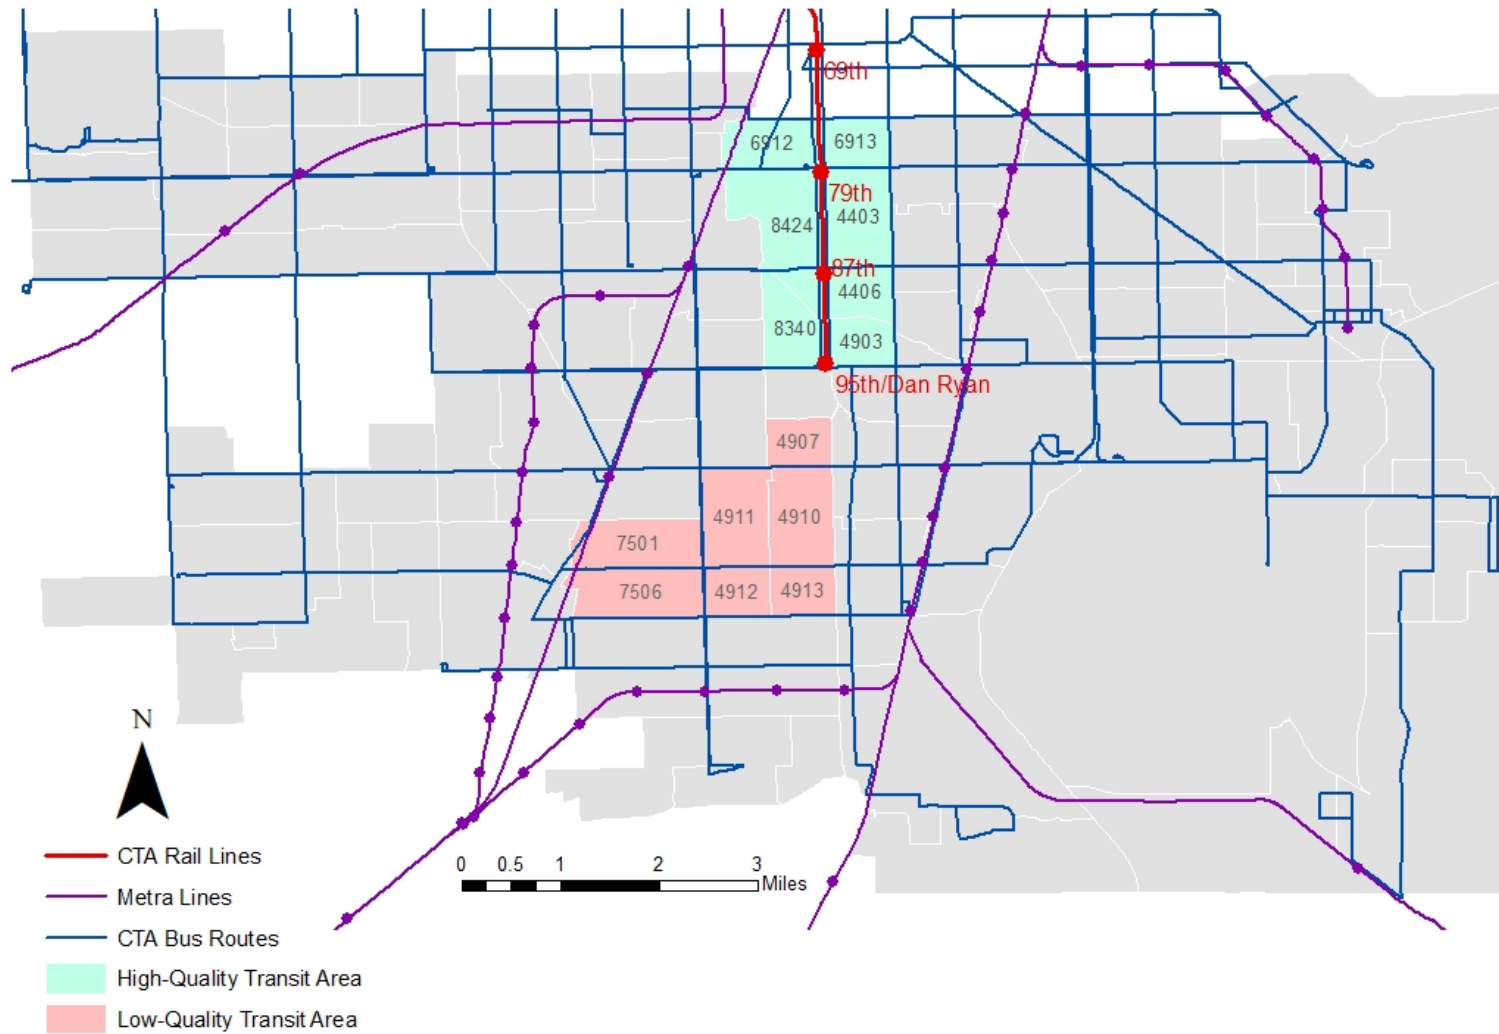 69th
6912
6913
79th
4403
8424
87th
4406
8340
4903
95th/Dan Ryan
4907
4911
4910
7501
7506
4912
4913
N
CTA Rail Lines
0 0.5 1 2 3
Miles
Metra Lines
CTA Bus Routes
High-Quality Transit Area
Low-Quality Transit Area